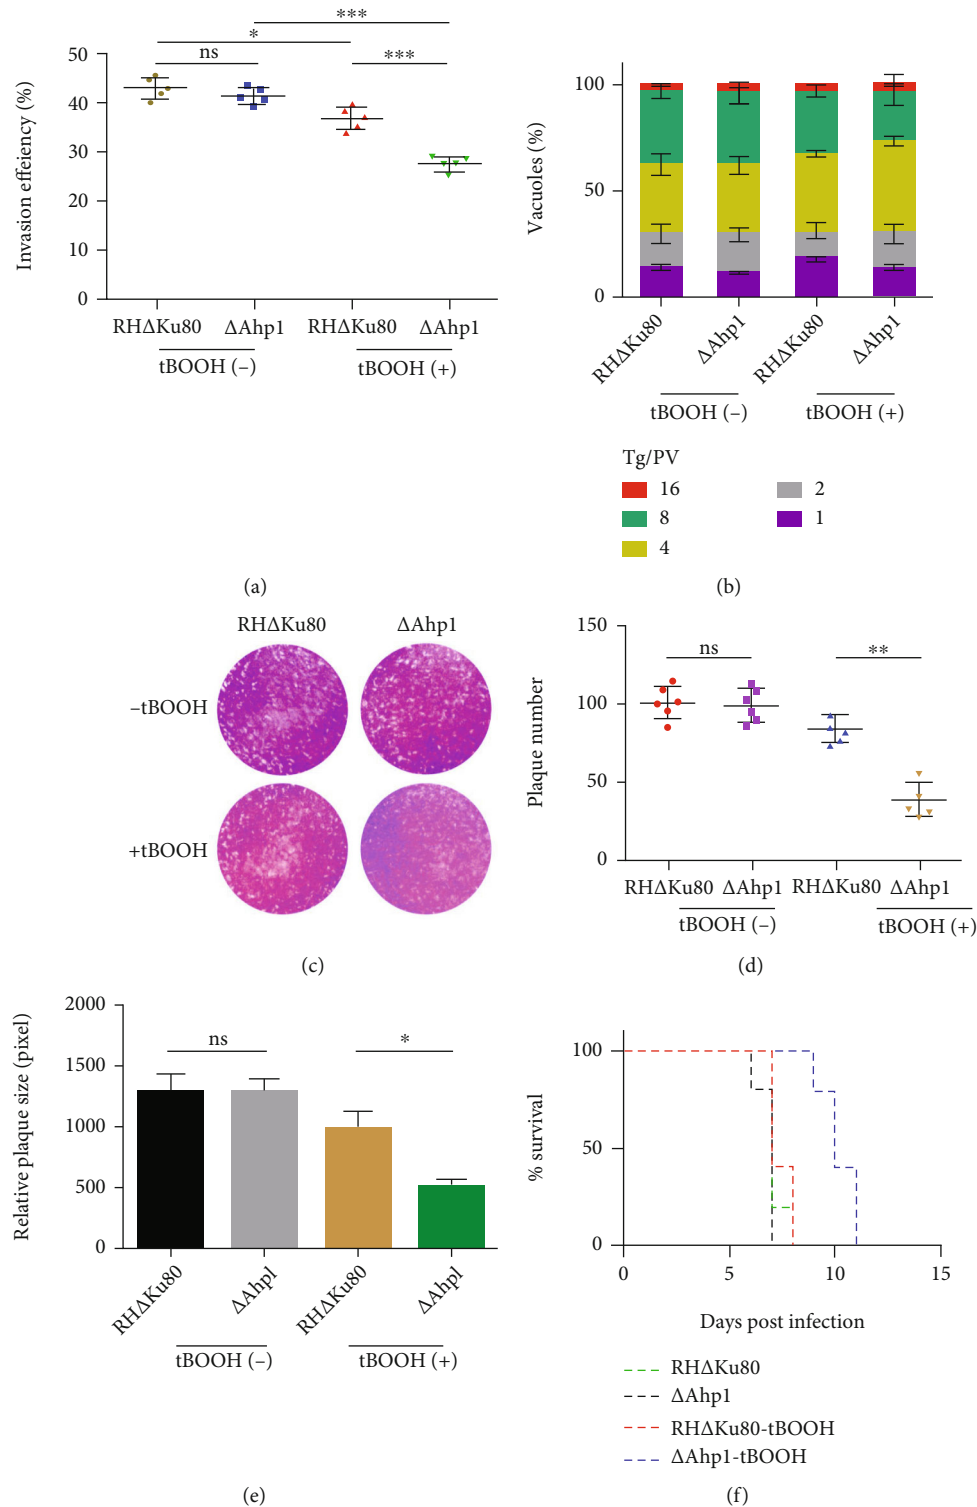 ***
*
ns
***
50
40
30
20
10
0
Invasion effeiency (%)
RHΔKu80 ΔAhp1 RHΔKu80 ΔAhp1
tBOOH (–) tBOOH (+)
(a)
100
50
0
Vacuoles (%)
RHΔKu80 ΔAhp1 RHΔKu80 ΔAhp1
tBOOH (–) tBOOH (+)
Tg/PV
16 2
8 1
4
(b)
RHΔKu80 ΔAhp1
–tBOOH
+tBOOH
(c)
150
100
50
0
Plaque number
ns
**
RHΔKu80 ΔAhp1 RHΔKu80 ΔAhp1
tBOOH (–) tBOOH (+)
(d)
2000
1500
1000
500
0
Relative plaque size (pixel)
ns
*
RHΔKu80 ΔAhpl RHΔKu80 ΔAhpl
tBOOH (–) tBOOH (+)
(e)
100
50
0
% survival
0 5 10 15
Days post infection
RHΔKu80
ΔAhp1
RHΔKu80-tBOOH
ΔAhp1-tBOOH
(f)